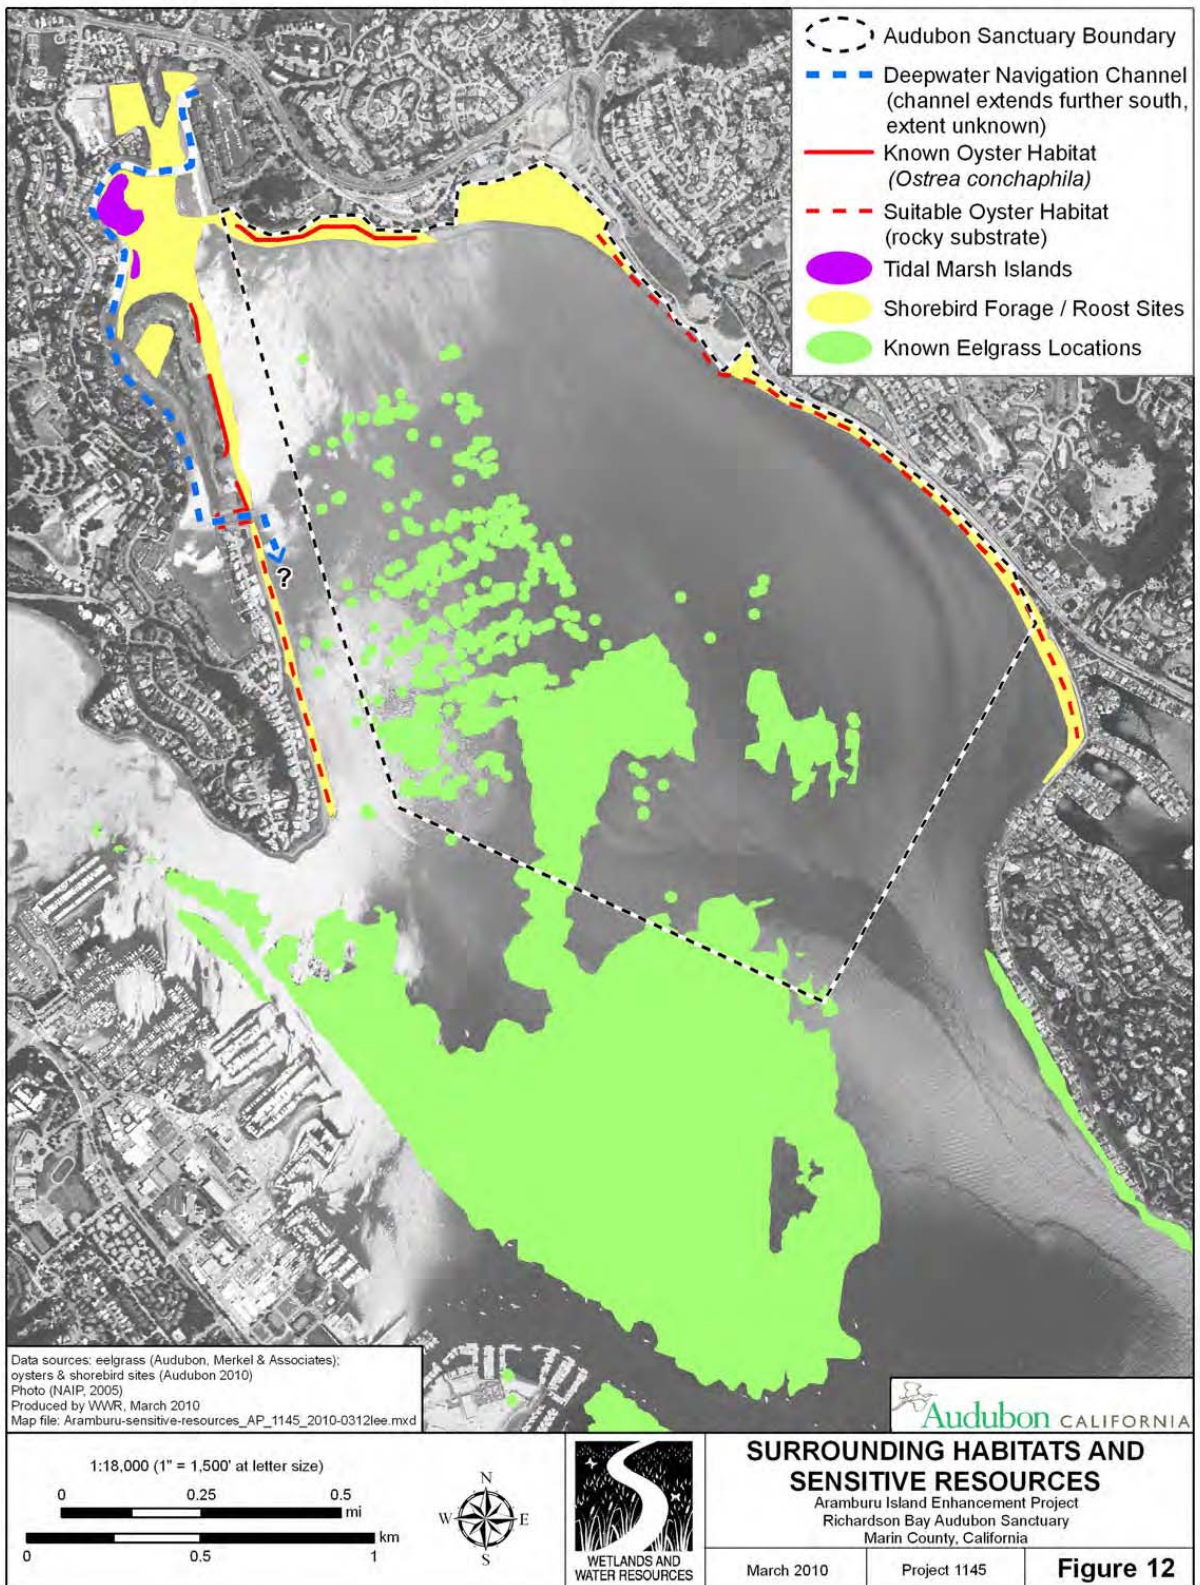 Audubon Sanctuary Boundary
Deepwater Navigation Channel
(channel extends further south,
extent unknown)
Known Oyster Habitat
(Ostrea conchaphila)
Suitable Oyster Habitat
(rocky substrate)
Tidal Marsh Islands
Shorebird Forage / Roost Sites
Known Eelgrass Locations
?
Data sources: eelgrass (Audubon, Merkel & Associates);
oysters & shorebird sites (Audubon 2010)
Photo (NAIP, 2005)
Produced by WWR, March 2010
Map file: Aramburu-sensitive-resources_AP_1145_2010-0312lee.mxd
Audubon CALIFORNIA
1:18,000 (1" = 1,500' at letter size)
0 0.25 0.5
mi
km
0 0.5 1
N
W E
S
WETLANDS AND
WATER RESOURCES
SURROUNDING HABITATS AND
SENSITIVE RESOURCES
Aramburu Island Enhancement Project
Richardson Bay Audubon Sanctuary
Marin County, California
March 2010
Project 1145
Figure 12